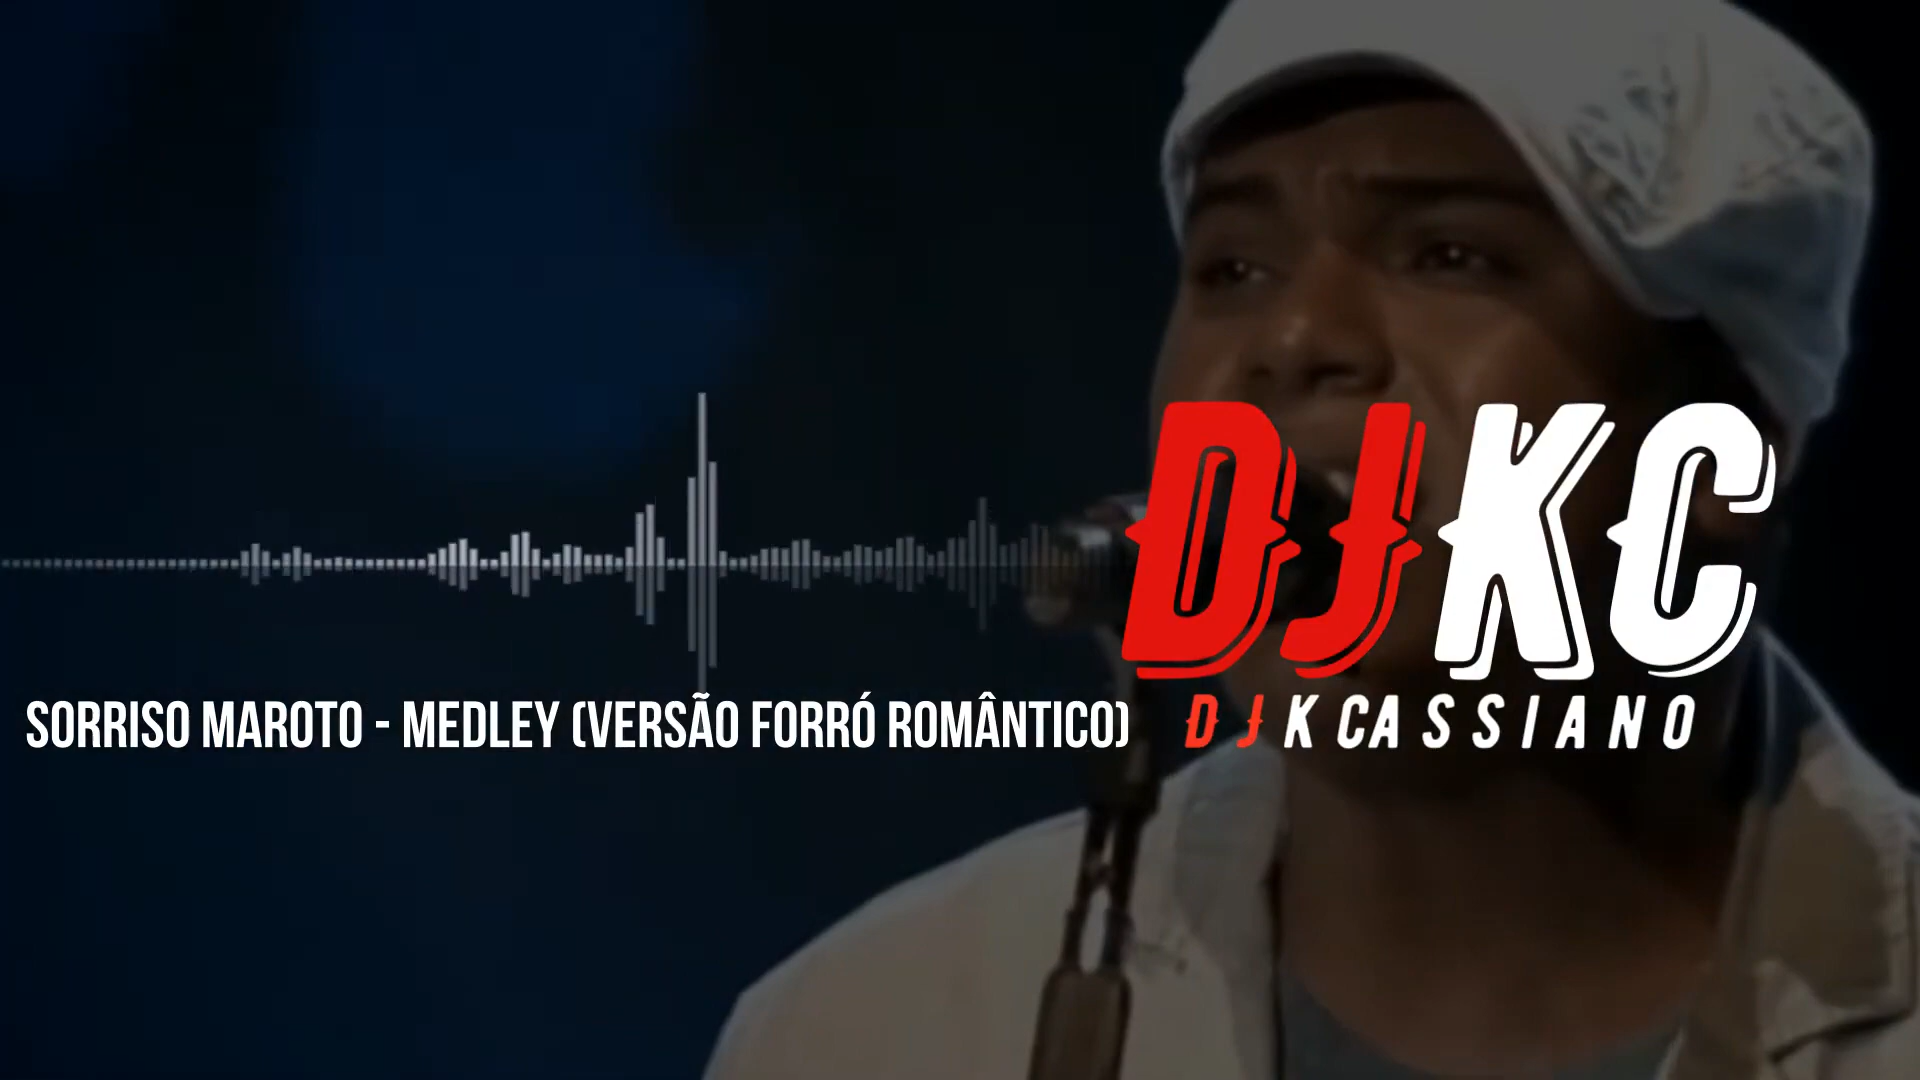 DJKC
SORRISO MAROTO - MEDLEY (VERSÃO FORRÓ ROMÂNTICO)
DJ KCASSIANO